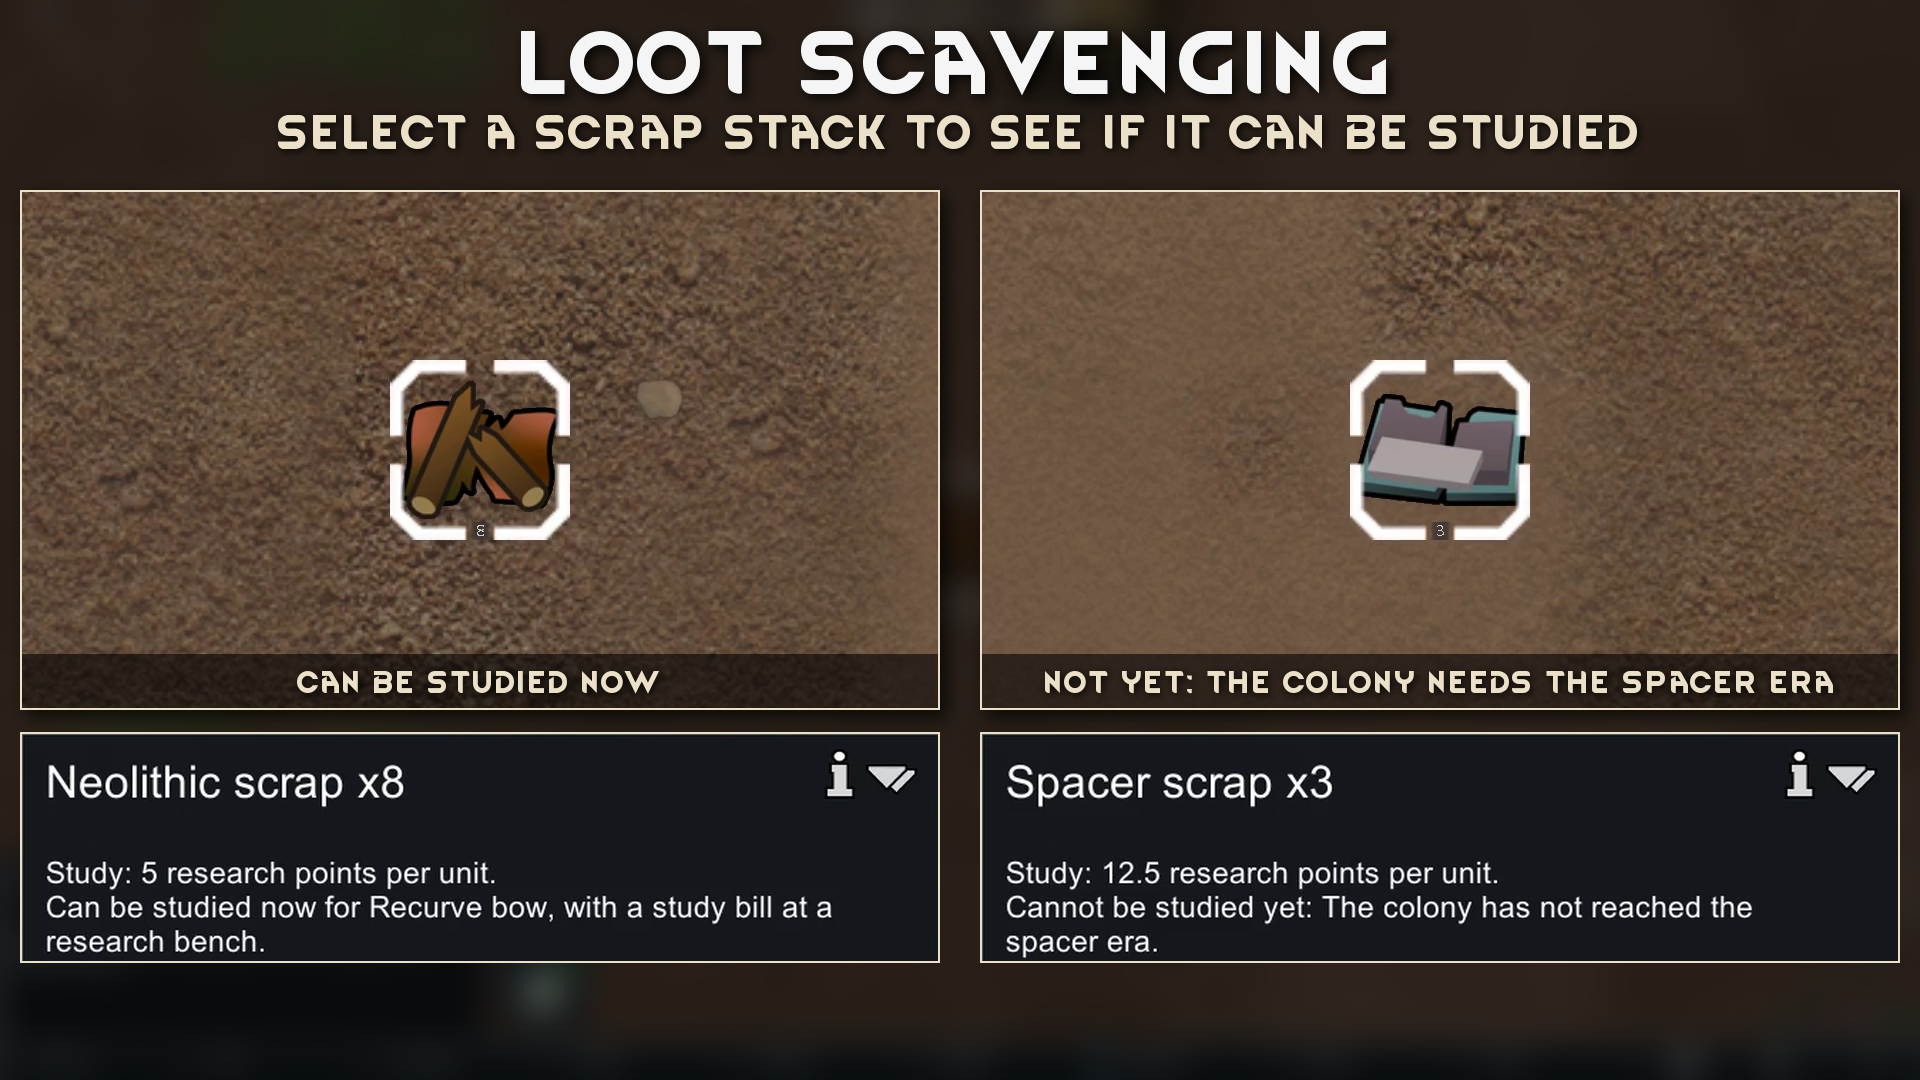 LOOT SCAVENGING
SELECT A SCRAP STACK TO SEE IF IT CAN BE STUDIED
8
3
CAN BE STUDIED NOW
NOT YET: THE COLONY NEEDS THE SPACER ERA
Neolithic scrap x8
Study: 5 research points per unit.
Can be studied now for Recurve bow, with a study bill at a
research bench.
Spacer scrap x3
Study: 12.5 research points per unit.
Cannot be studied yet: The colony has not reached the
spacer era.